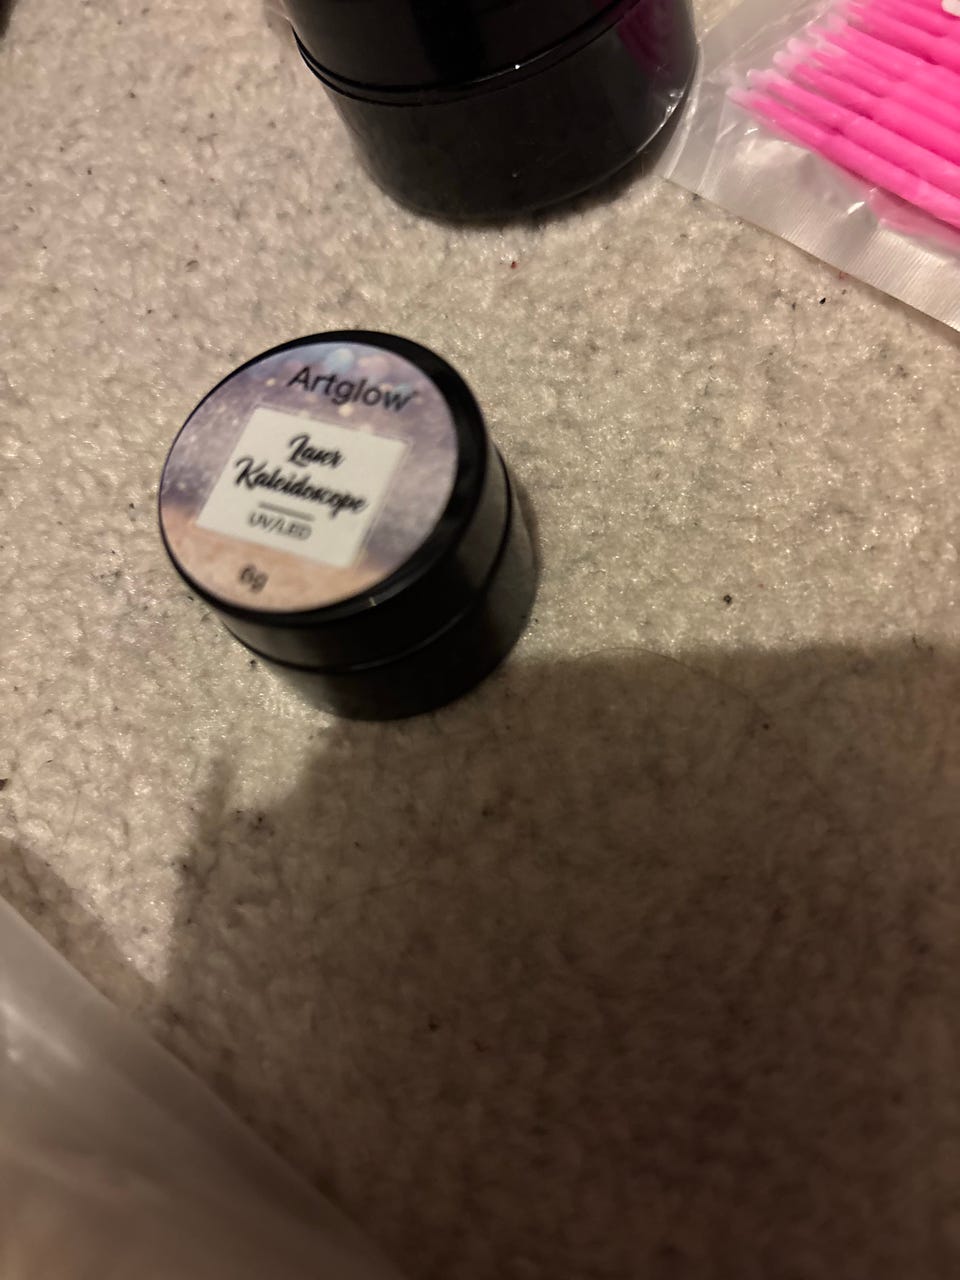 Artglow
Laser
Kaleidoscope
UV/LED
6g